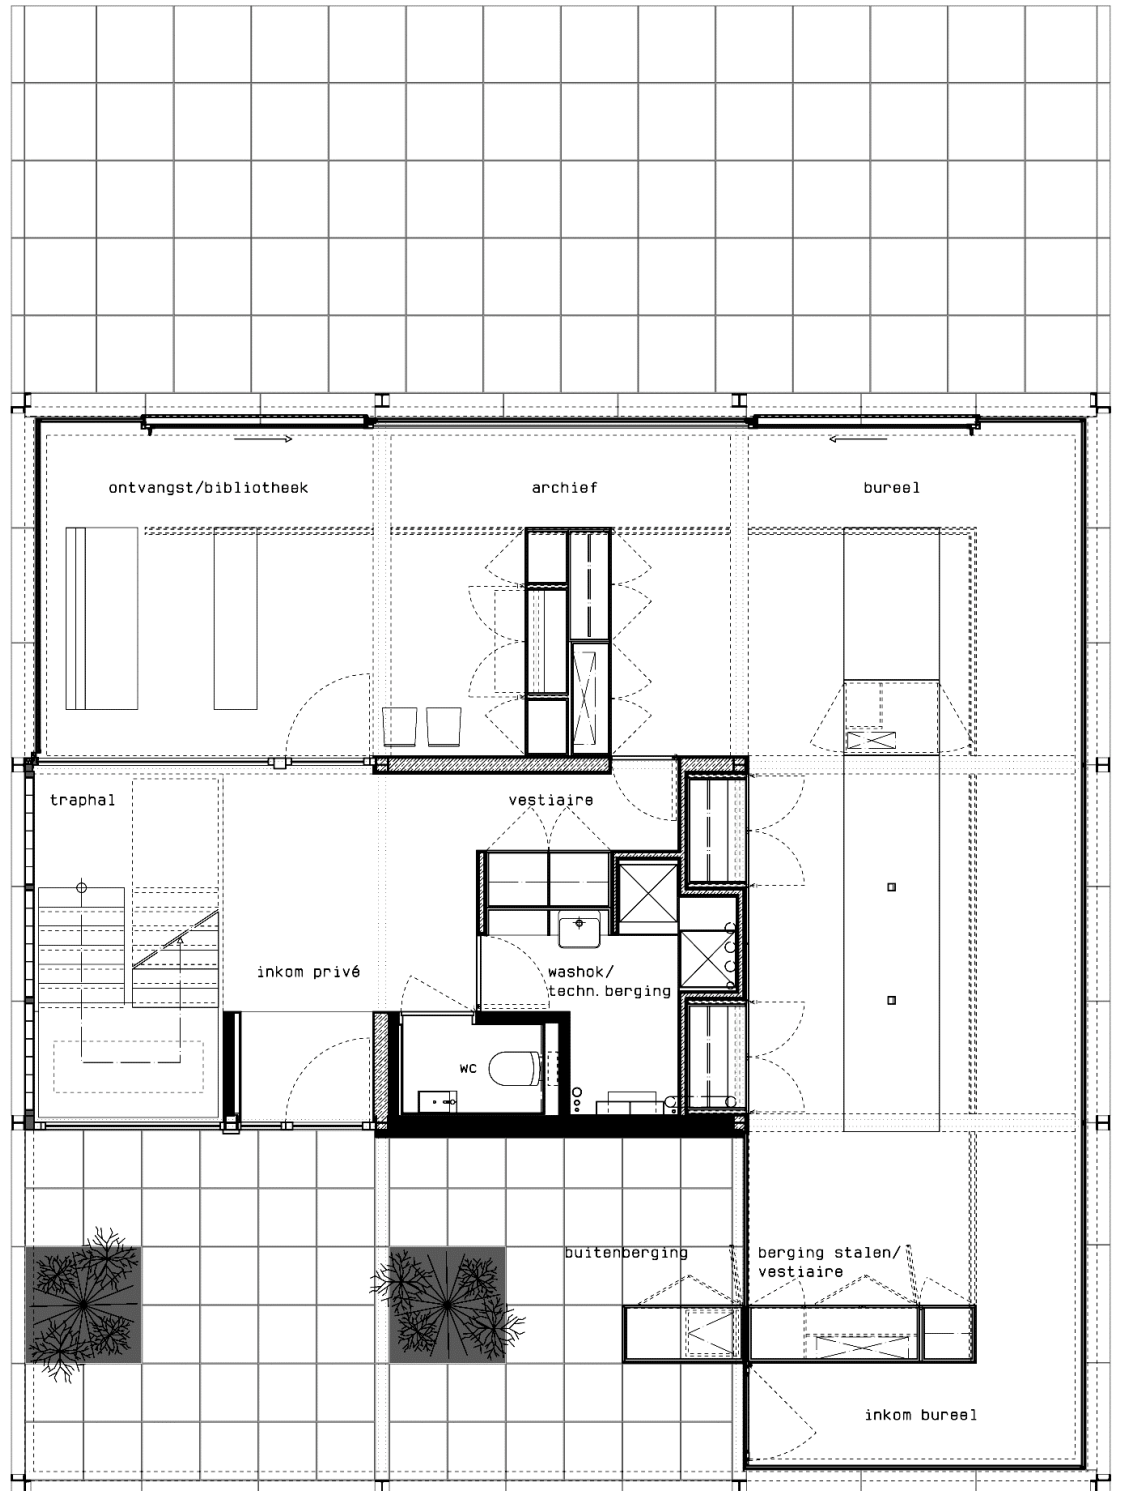 ontvangst/bibliotheek
archief
bureel
traphal
vestiaire
inkom privé
washok/
techn. berging
wc
buitenberging
berging stalen/
vestiaire
inkom bureel